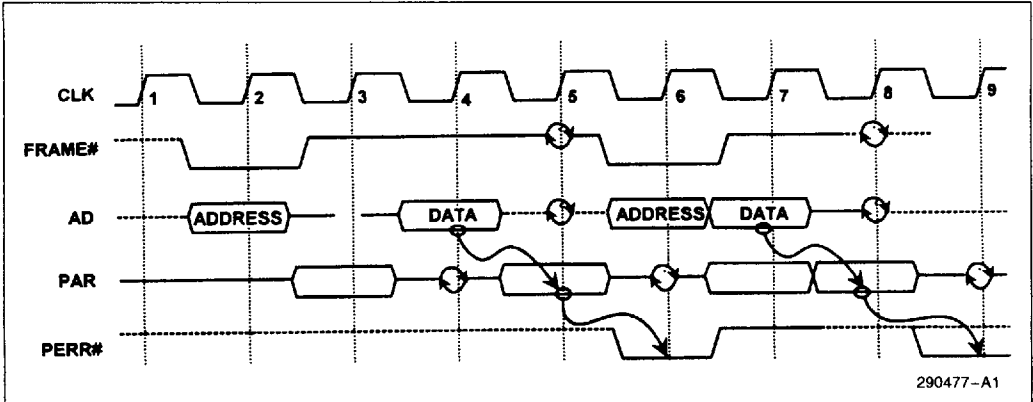 CLK 1 2 3 4 5 6 7 8 9
FRAME#
AD ADDRESS DATA ADDRESS DATA
PAR
PERR#
290477–A1